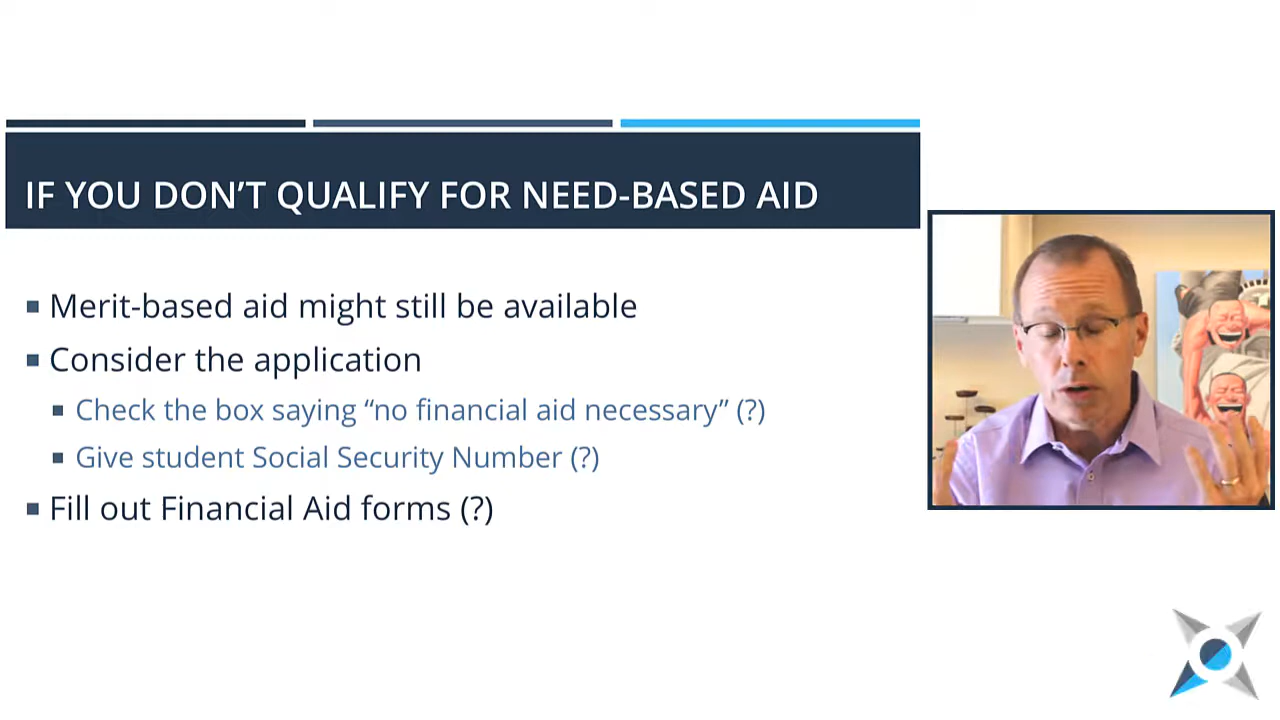 IF YOU DON’T QUALIFY FOR NEED-BASED AID
Merit-based aid might still be available
Consider the application
Check the box saying “no financial aid necessary” (?)
Give student Social Security Number (?)
Fill out Financial Aid forms (?)